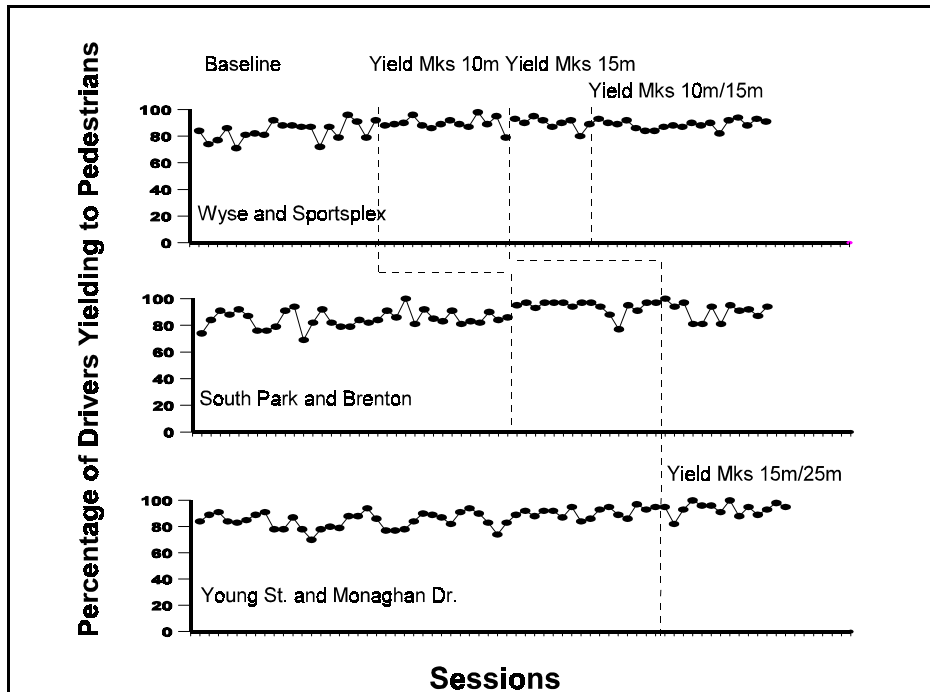 Percentage of Drivers Yielding to Pedestrians
Baseline
Yield Mks 10m
Yield Mks 15m
Yield Mks 10m/15m
100
80
60
40
20
0
Wyse and Sportsplex
100
80
60
40
20
0
South Park and Brenton
Yield Mks 15m/25m
100
80
60
40
20
0
Young St. and Monaghan Dr.
Sessions